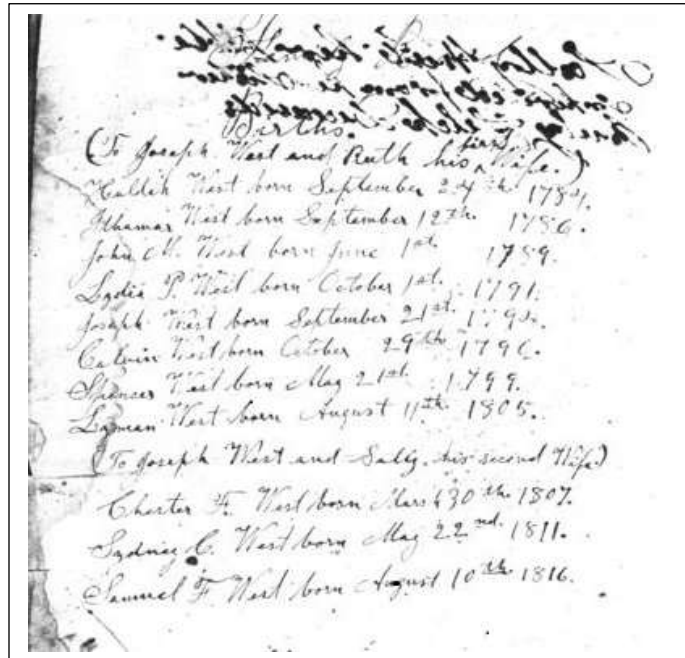 Births.
(To Joseph West and Ruth his first Wife.)
West born September 24th 1784.
Ithamar West born September 12th. 1786.
John M. West born June 1st. 1789.
Lydia P. West born October 1st. 1791.
Joseph West born September 21st. 1794.
Calvin West born October 29th 1796.
Spencer West born May 21st. 1799.
Lyman West born August 11th. 1805.
(To Joseph West and Sally, his second Wife.)
Chester F. West born March 30th. 1807.
Sydney C. West born May 22nd. 1811.
Samuel F. West born August 10th 1816.